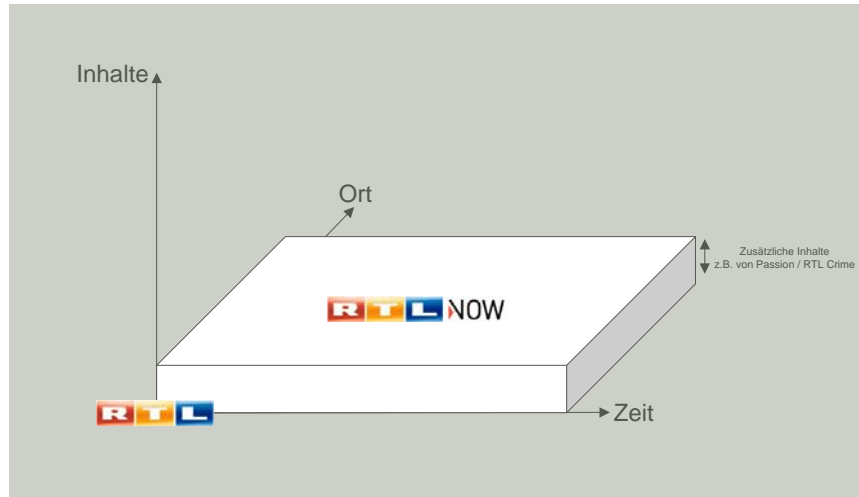 Inhalte
Ort
Zusätzliche Inhalte
z.B. von Passion / RTL Crime
RTL NOW
RTL
Zeit